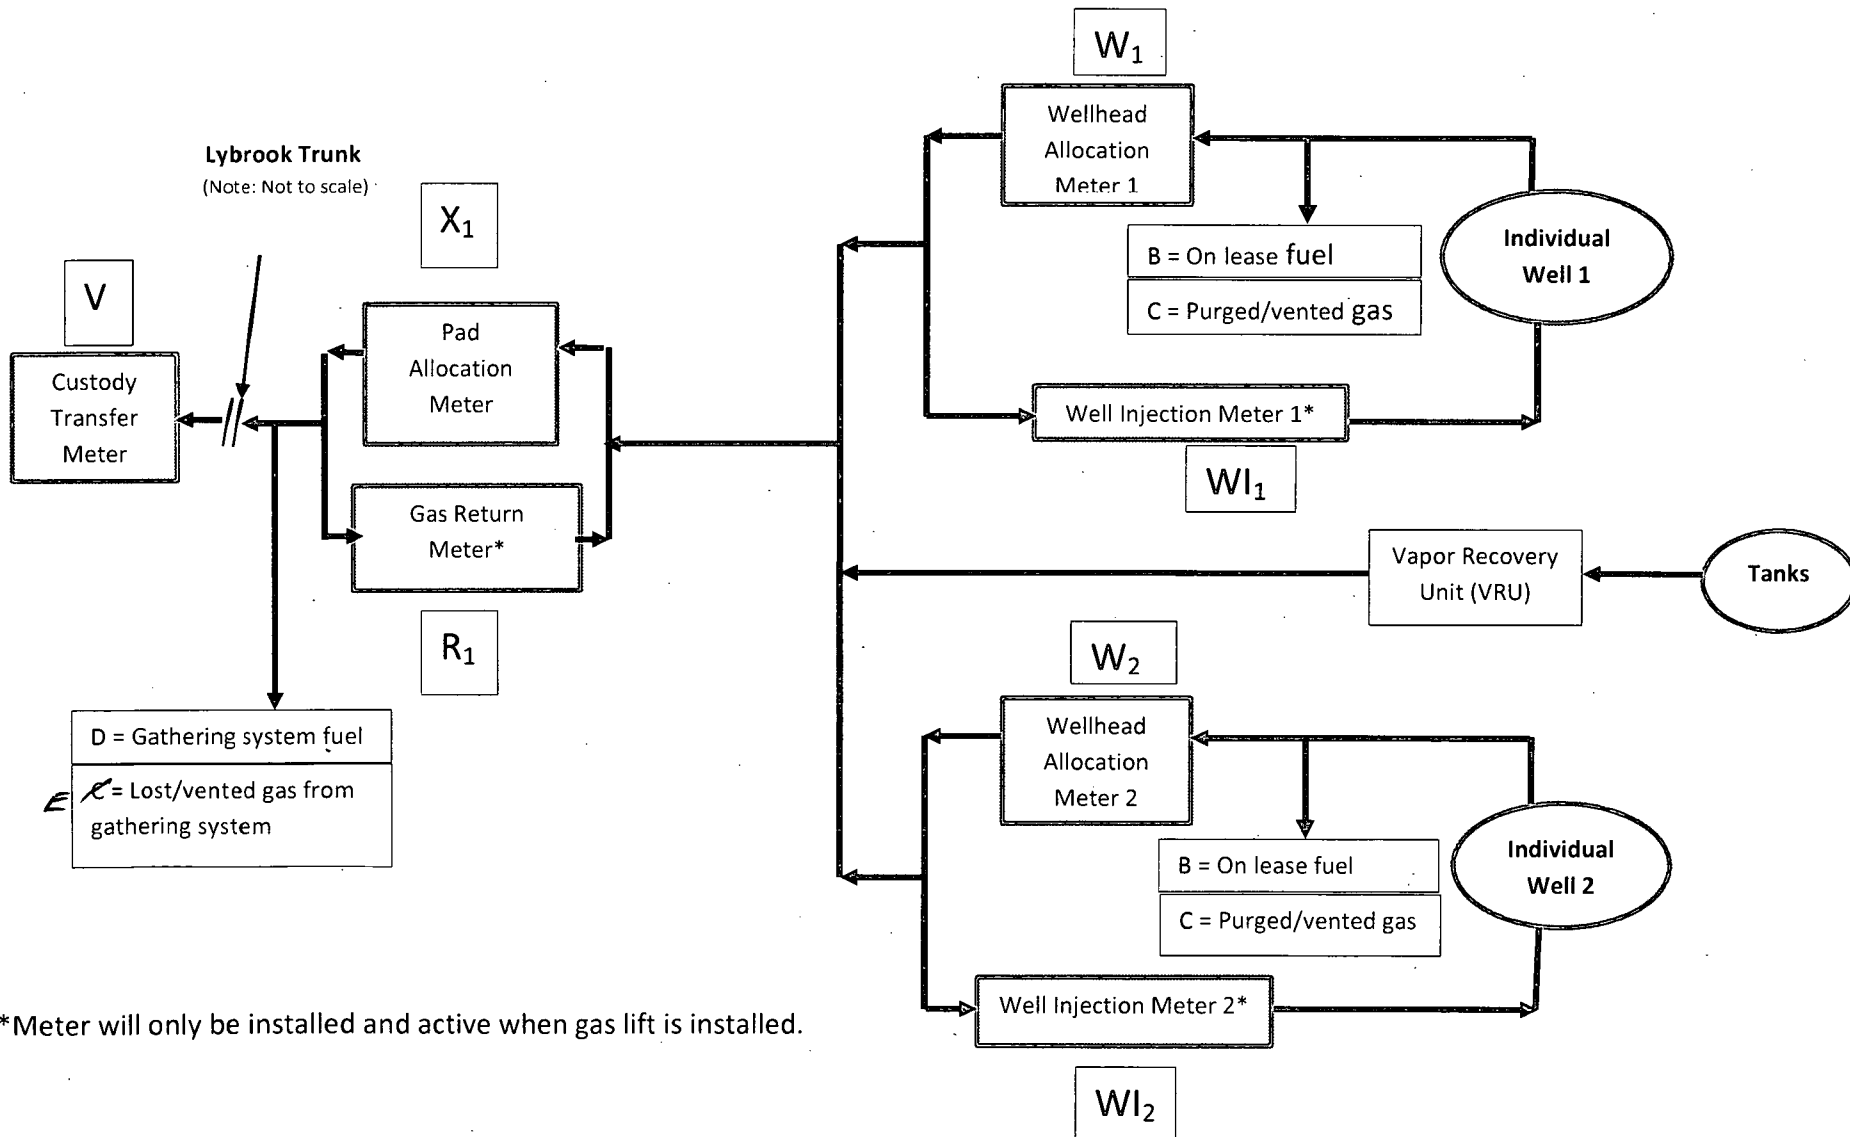 W₁
Wellhead
Allocation
Meter 1
Lybrook Trunk
(Note: Not to scale)
X₁
B = On lease fuel
C = Purged/vented gas
Individual
Well 1
V
Pad
Allocation
Meter
Custody
Transfer
Meter
Well Injection Meter 1*
WI₁
Gas Return
Meter*
R₁
Vapor Recovery
Unit (VRU)
Tanks
W₂
Wellhead
Allocation
Meter 2
D = Gathering system fuel
E C = Lost/vented gas from
gathering system
B = On lease fuel
C = Purged/vented gas
Individual
Well 2
Well Injection Meter 2*
WI₂
*Meter will only be installed and active when gas lift is installed.